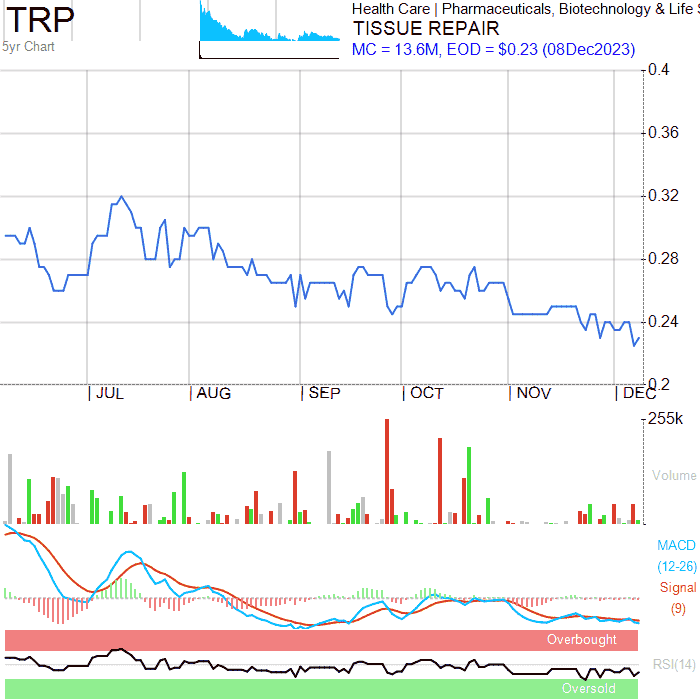 TRP
5yr Chart
Health Care | Pharmaceuticals, Biotechnology & Life S
TISSUE REPAIR
MC = 13.6M, EOD = $0.23 (08Dec2023)
0.4
0.36
0.32
0.28
0.24
0.2
JUL AUG SEP OCT NOV DEC
255k
Volume
MACD
(12-26)
Signal
(9)
Overbought
RSI(14)
Oversold